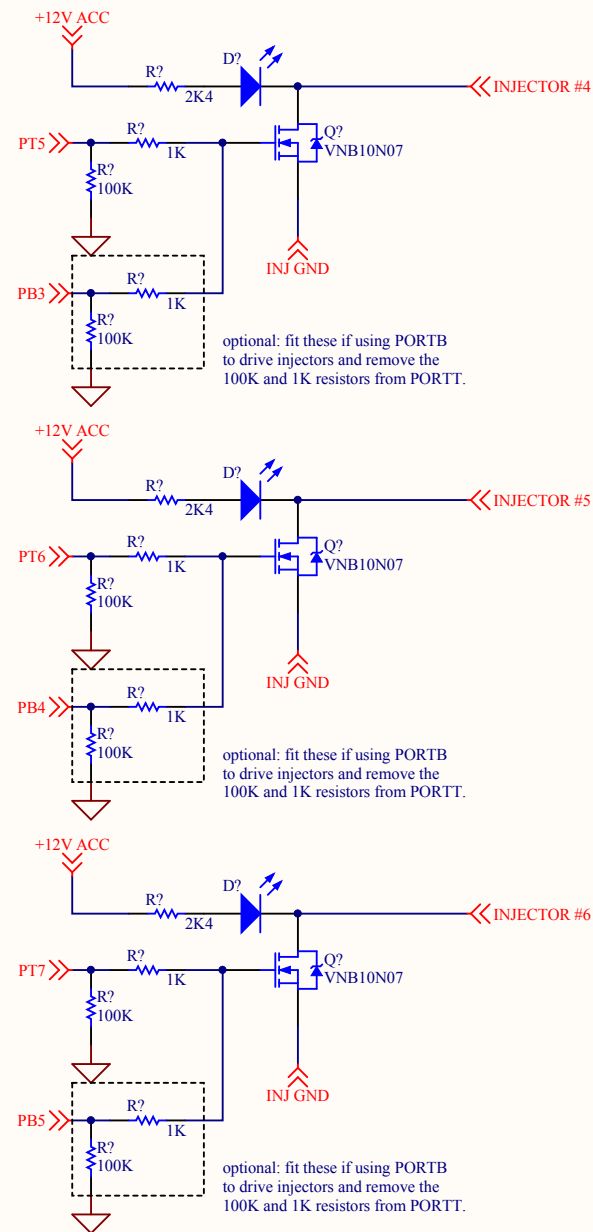 +12V ACC
D?
R?
2K4
INJECTOR #4
PT5
R?
1K
Q?
VNB10N07
R?
100K
INJ GND
PB3
R?
1K
R?
100K
optional: fit these if using PORTB
to drive injectors and remove the
100K and 1K resistors from PORTT.
+12V ACC
D?
R?
2K4
INJECTOR #5
PT6
R?
1K
Q?
VNB10N07
R?
100K
INJ GND
PB4
R?
1K
R?
100K
optional: fit these if using PORTB
to drive injectors and remove the
100K and 1K resistors from PORTT.
+12V ACC
D?
R?
2K4
INJECTOR #6
PT7
R?
1K
Q?
VNB10N07
R?
100K
INJ GND
PB5
R?
1K
R?
100K
optional: fit these if using PORTB
to drive injectors and remove the
100K and 1K resistors from PORTT.